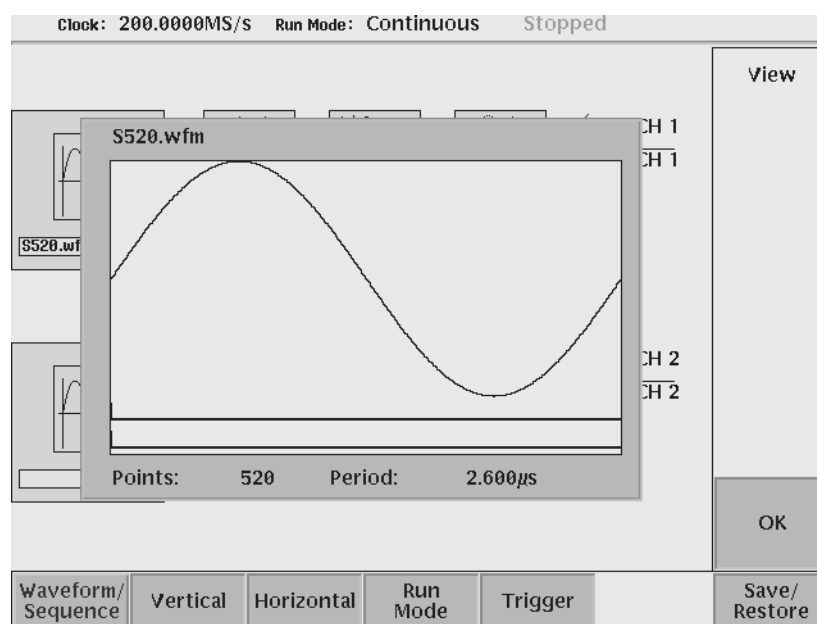 Clock: 200.0000MS/s Run Mode: Continuous Stopped
View
S520.wfm
CH 1
CH 1
S520.wf
CH 2
CH 2
Points: 520 Period: 2.600µs
OK
Waveform/
Sequence
Vertical
Horizontal
Run
Mode
Trigger
Save/
Restore